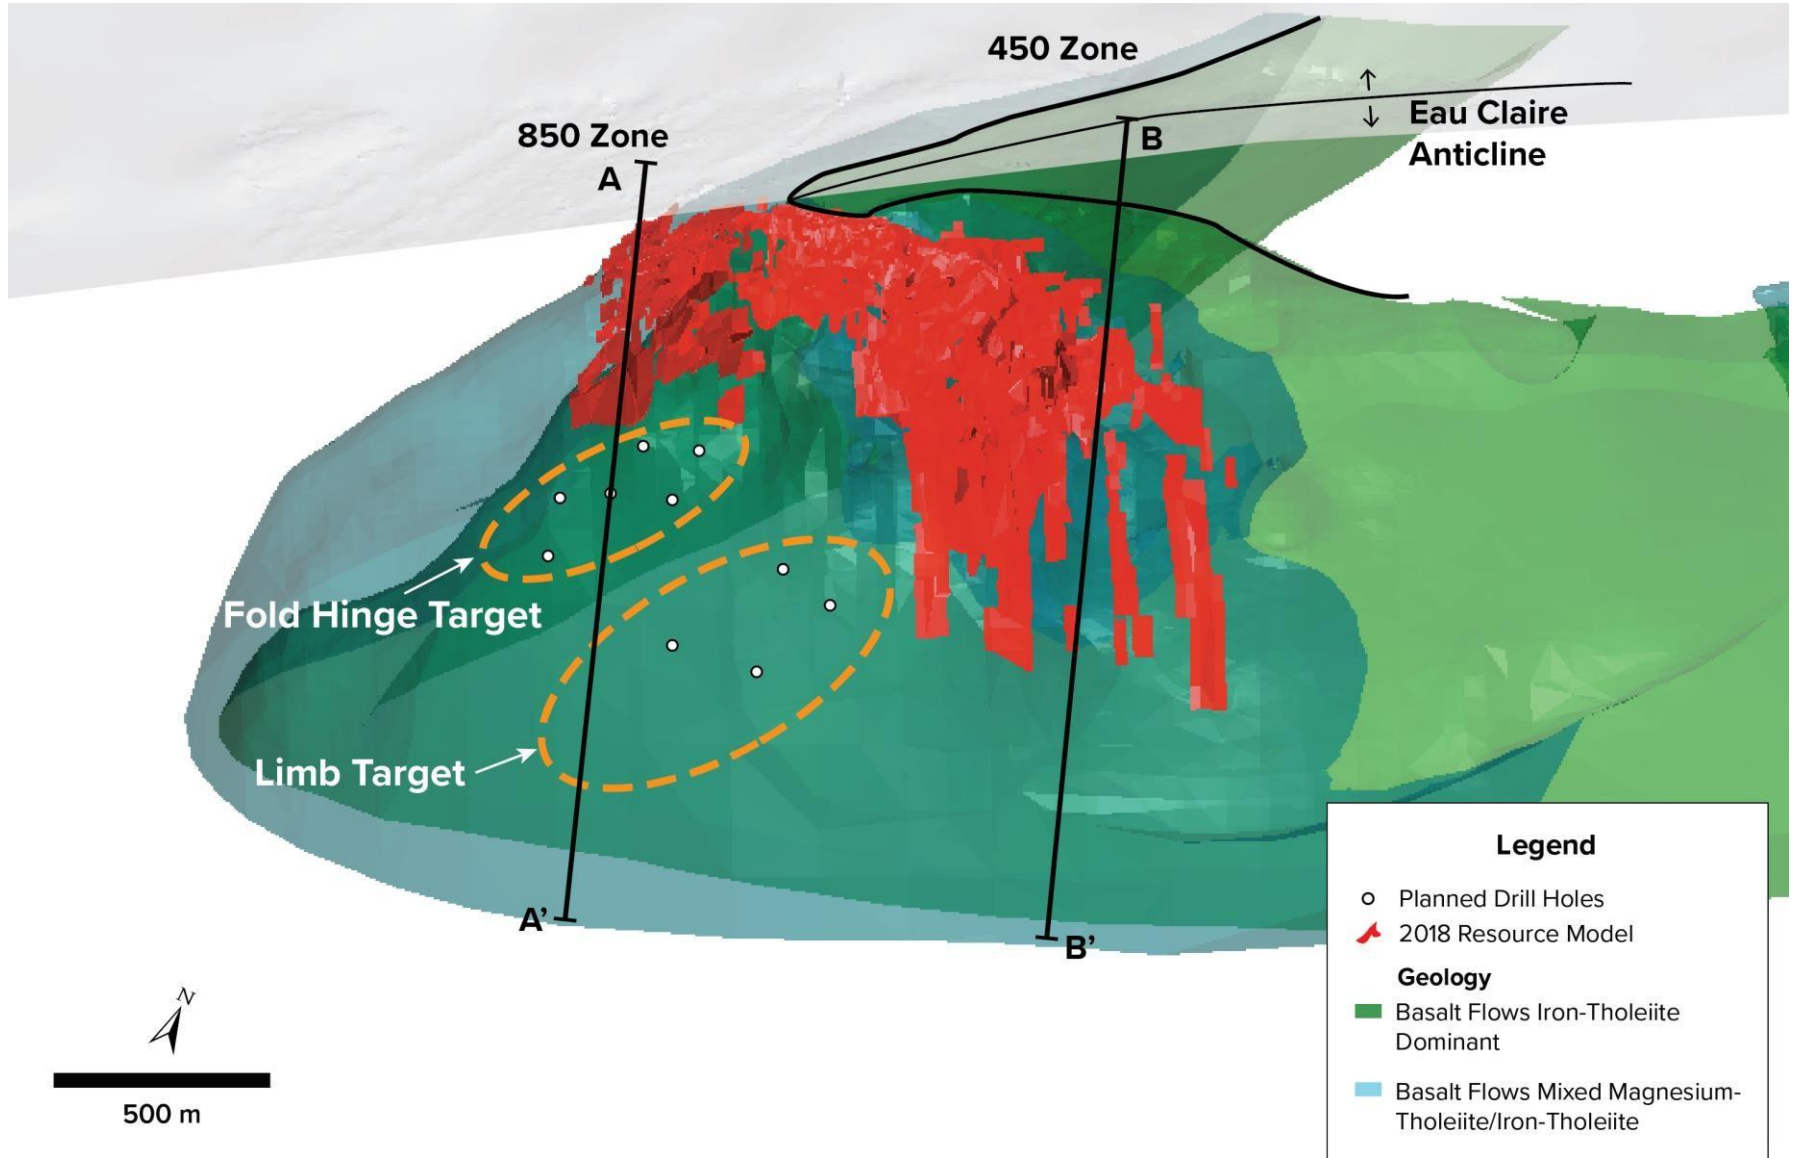 450 Zone
Eau Claire
Anticline
850 Zone
A
B
Fold Hinge Target
Limb Target
A’
B’
N
500 m
Legend
Planned Drill Holes
2018 Resource Model
Geology
Basalt Flows Iron-Tholeiite
Dominant
Basalt Flows Mixed Magnesium-
Tholeiite/Iron-Tholeiite